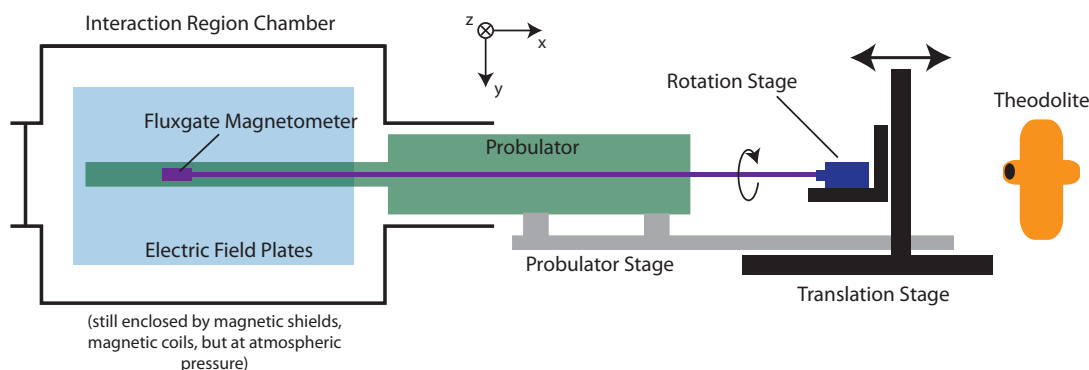 Interaction Region Chamber
z
x
y
Rotation Stage
Theodolite
Fluxgate Magnetometer
Probulator
Electric Field Plates
Probulator Stage
Translation Stage
(still enclosed by magnetic shields,
magnetic coils, but at atmospheric
pressure)